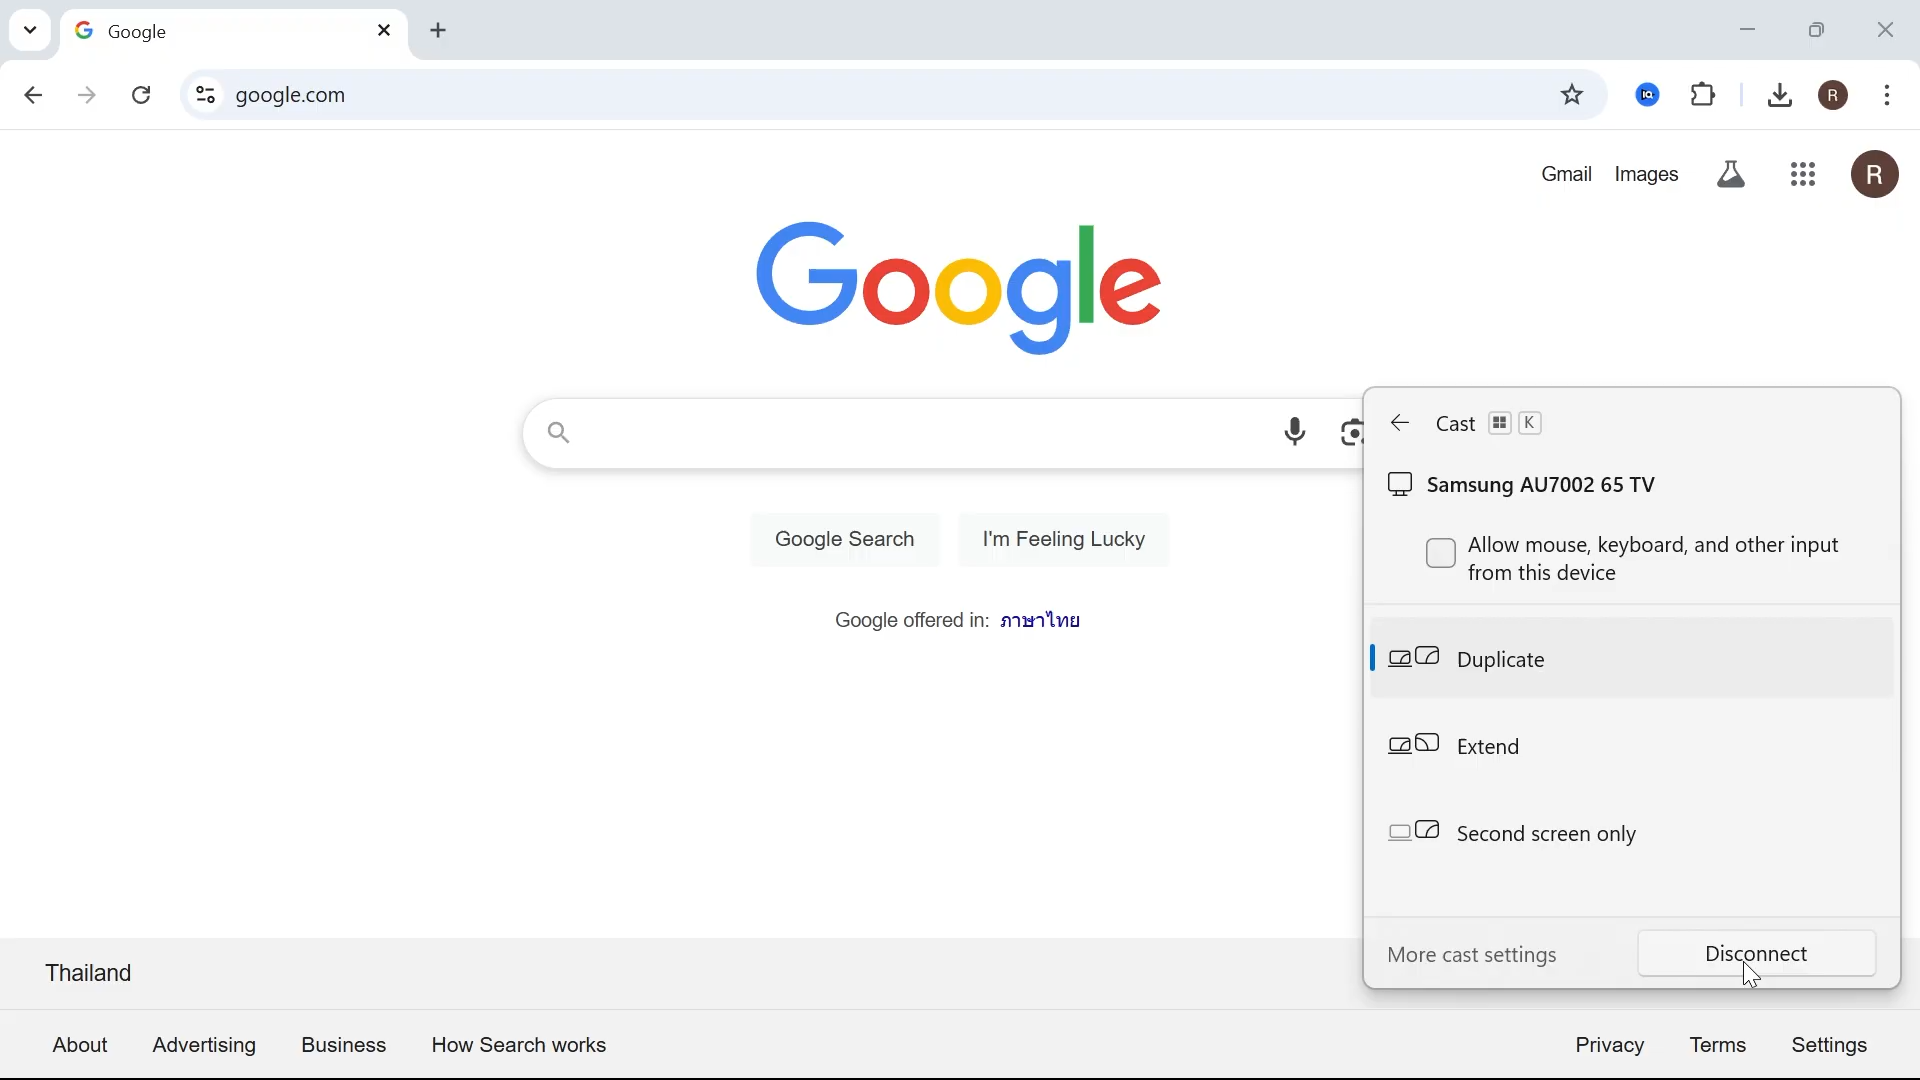 Google
google.com
R
Gmail Images
R
Google
Cast K
Samsung AU7002 65 TV
Allow mouse, keyboard, and other input
from this device
Google Search I'm Feeling Lucky
Google offered in: ภาษาไทย
Duplicate
Extend
Second screen only
More cast settings Disconnect
Thailand
About Advertising Business How Search works Privacy Terms Settings